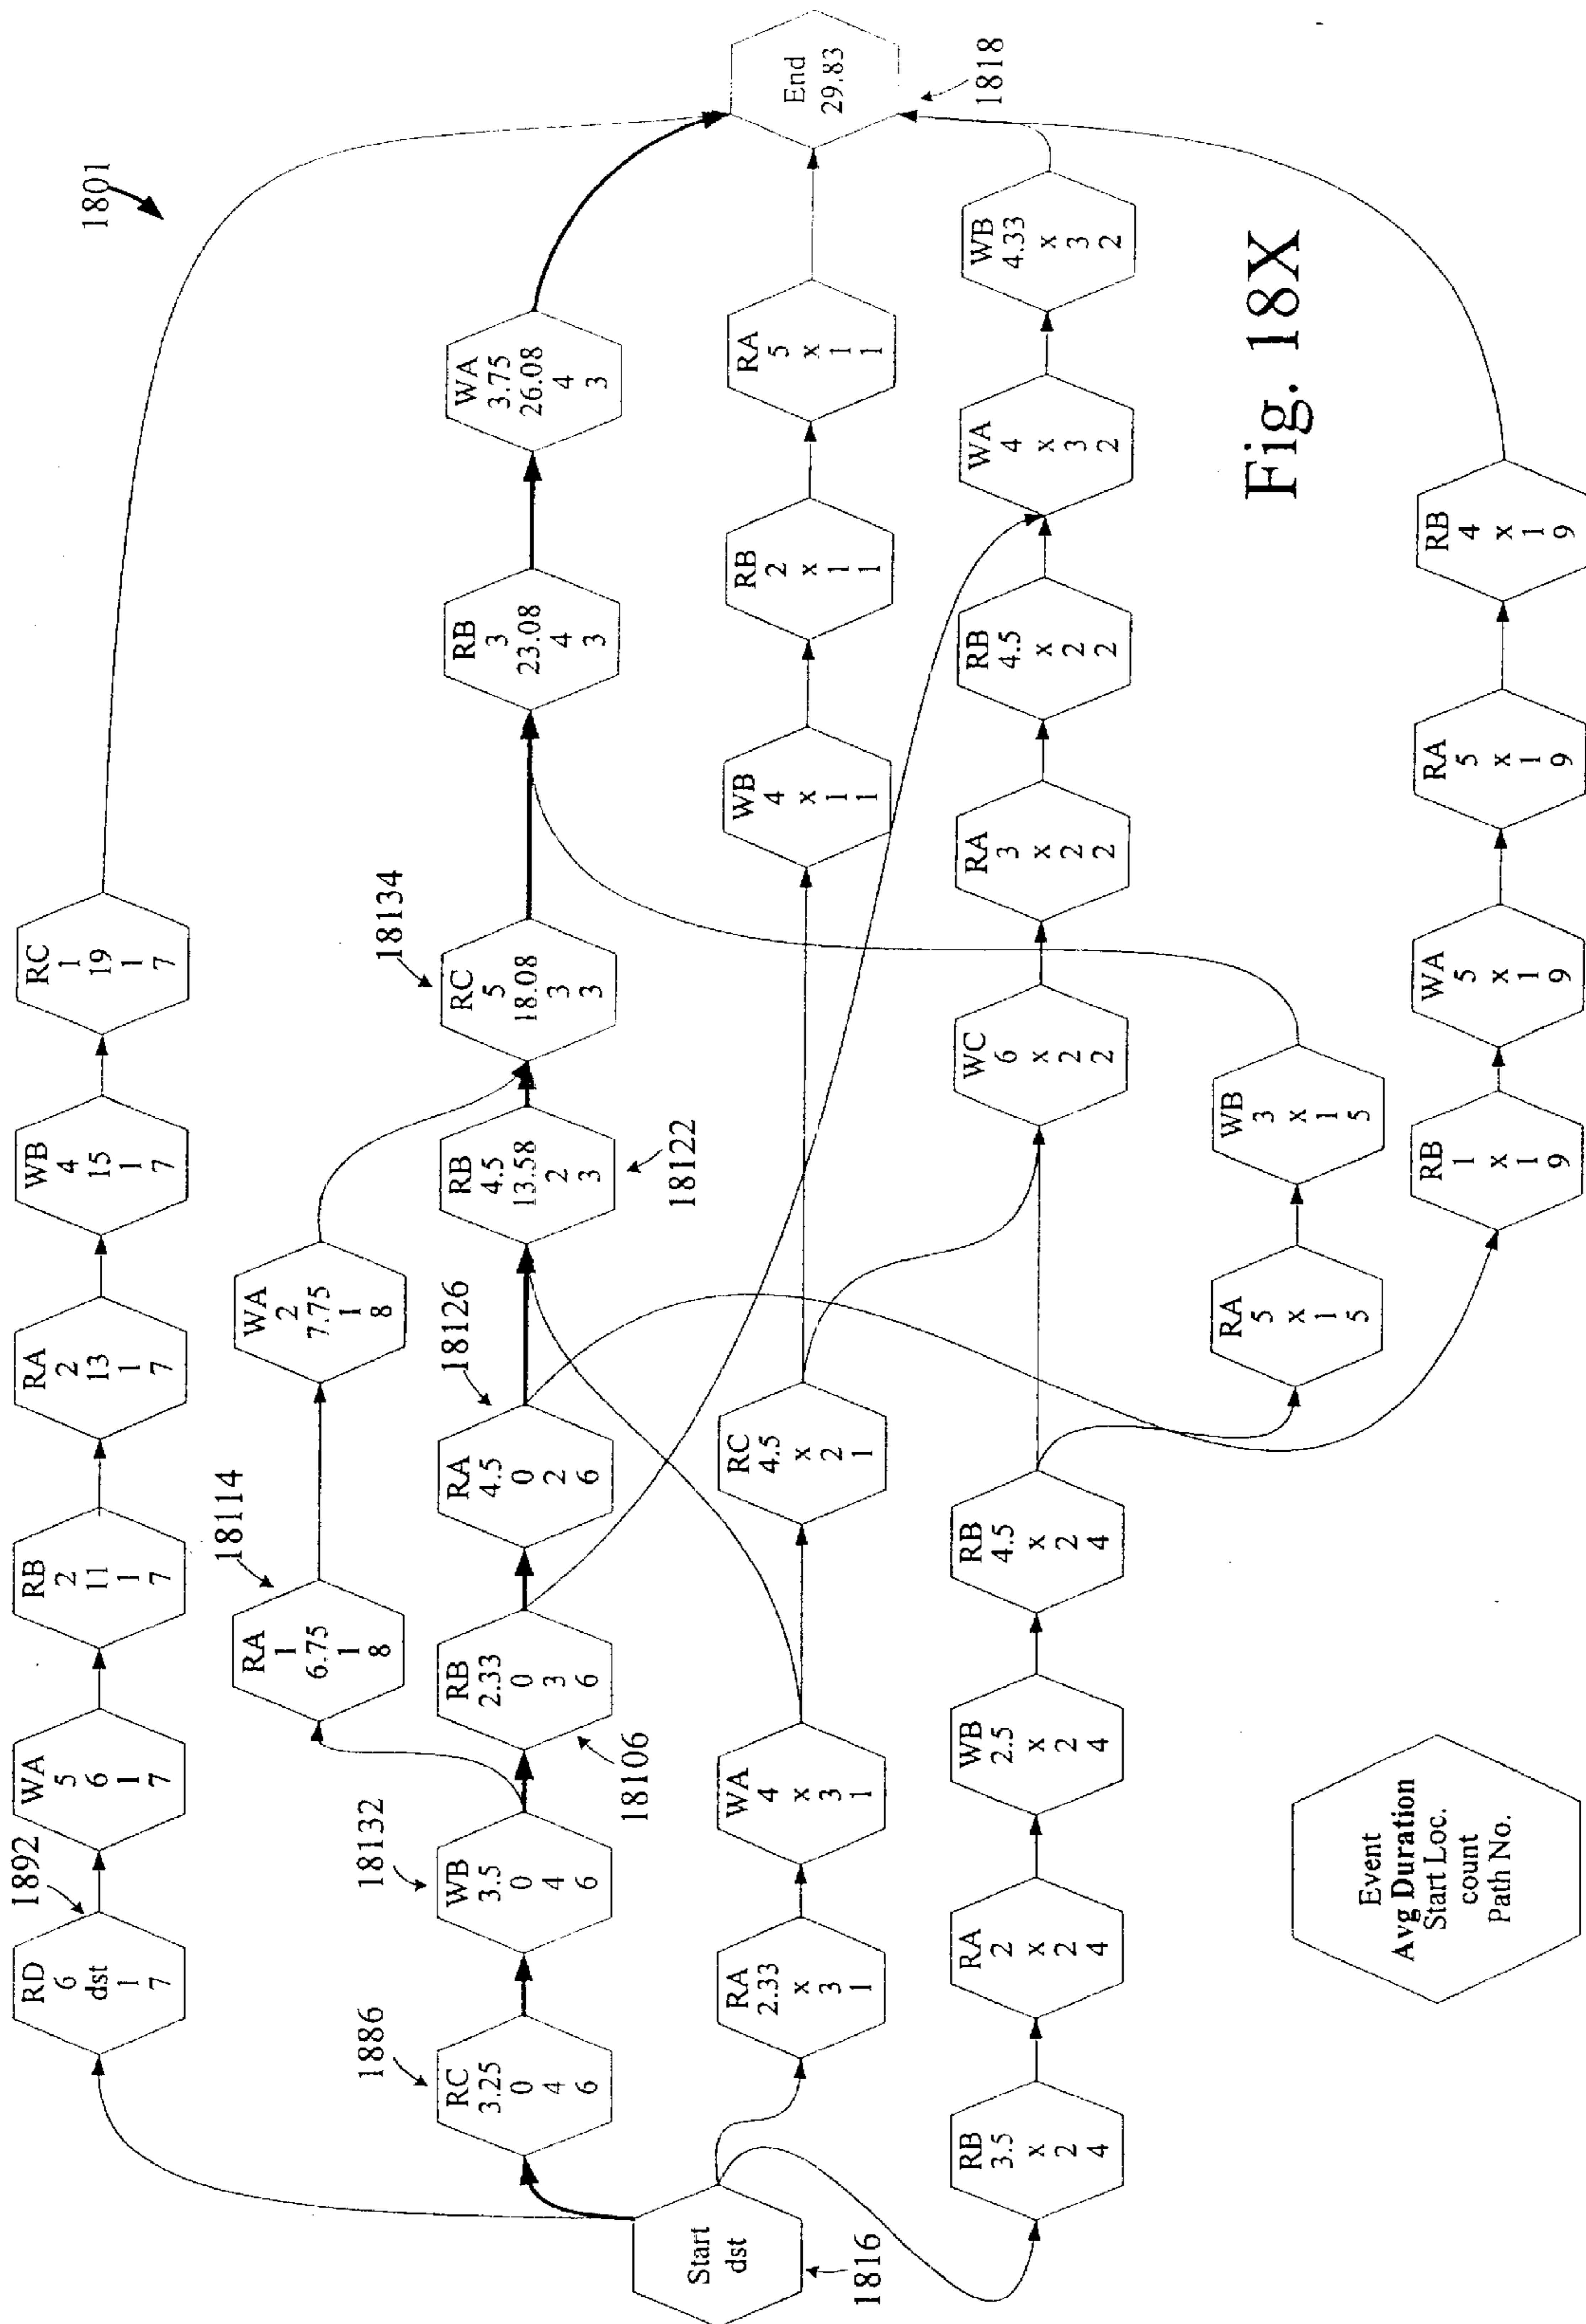 1801
1892
RD
6
dst
1
7
WA
5
6
1
7
RB
2
11
1
7
RA
2
13
1
7
WB
4
15
1
7
RC
1
19
1
7
18114
RA
1
6.75
1
8
WA
2
7.75
1
8
1886
RC
3.25
0
4
6
18132
WB
3.5
0
4
6
RB
2.33
0
3
6
18106
18126
RA
4.5
0
2
6
RB
4.5
13.58
2
3
18122
18134
RC
5
18.08
3
3
RB
3
23.08
4
3
WA
3.75
26.08
4
3
Start
dst
1816
RA
2.33
x
3
1
WA
4
x
3
1
RC
4.5
x
2
1
WB
4
x
1
1
RB
2
x
1
1
RA
5
x
1
1
End
29.83
1818
RB
3.5
x
2
4
RA
2
x
2
4
WB
2.5
x
2
4
RB
4.5
x
2
4
WC
6
x
2
2
RA
3
x
2
2
RB
4.5
x
2
2
WA
4
x
3
2
WB
4.33
x
3
2
RA
5
x
1
5
WB
3
x
1
5
Fig. 18X
Event
Avg Duration
Start Loc.
count
Path No.
RB
1
x
1
9
WA
5
x
1
9
RA
5
x
1
9
RB
4
x
1
9